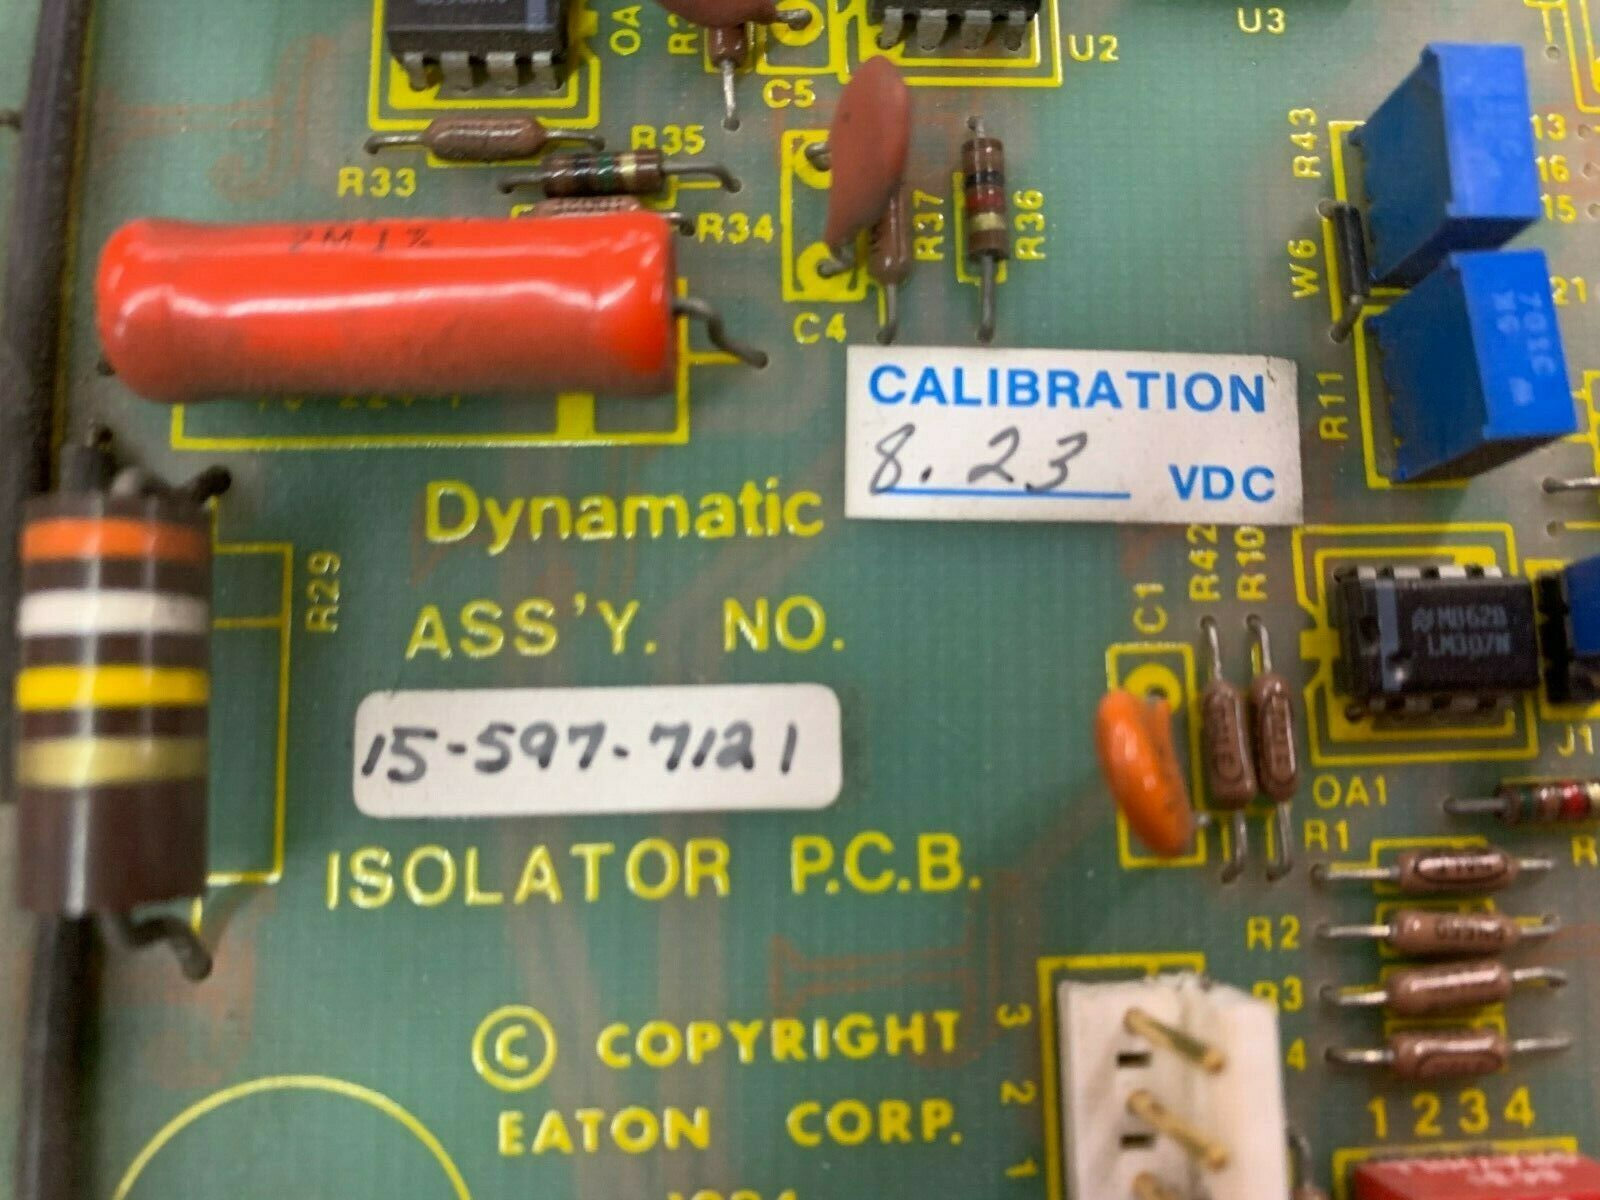 OA
U2
U3
C5
R35
R33
R34
R37
R36
C4
R43
13
16
15
W6
21
R11
2M 1%
701C
CALIBRATION
8.23 VDC
Dynamatic
ASS'Y. NO.
15-597-7121
ISOLATOR P.C.B.
R29
R42
R10
C1
M862B
LM307N
OA1
J1
R1
R2
R3
4
© COPYRIGHT
EATON CORP.
3
2
1
1 2 3 4